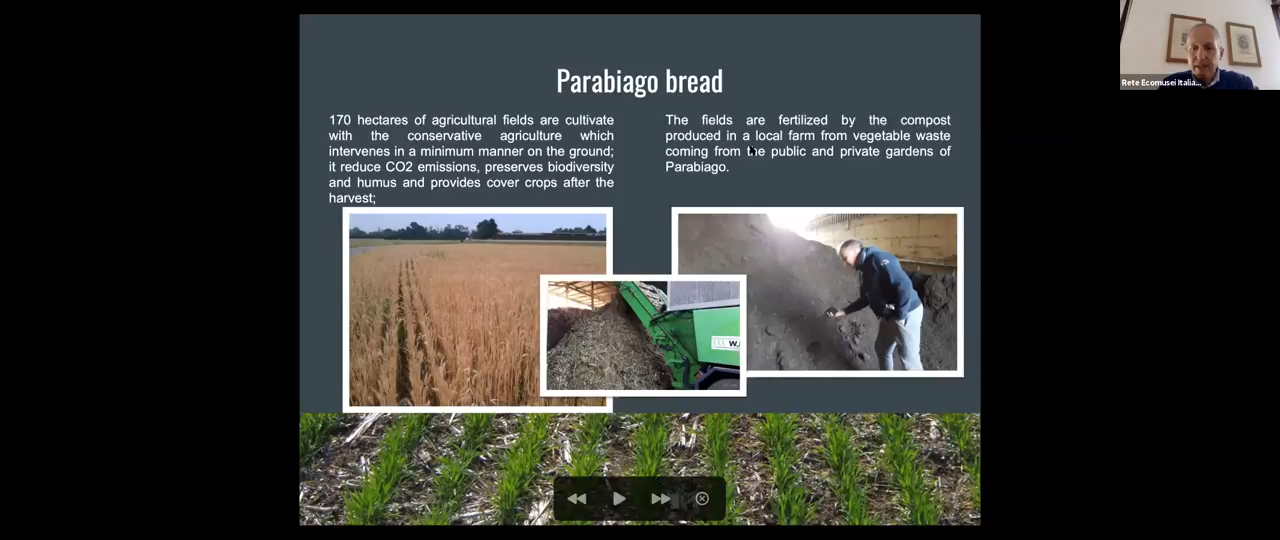 Parabiago bread
170 hectares of agricultural fields are cultivate
with the conservative agriculture which
intervenes in a minimum manner on the ground;
it reduce CO2 emissions, preserves biodiversity
and humus and provides cover crops after the
harvest;
The fields are fertilized by the compost
produced in a local farm from vegetable waste
coming from the public and private gardens of
Parabiago.
Rete Ecomusei Italia...